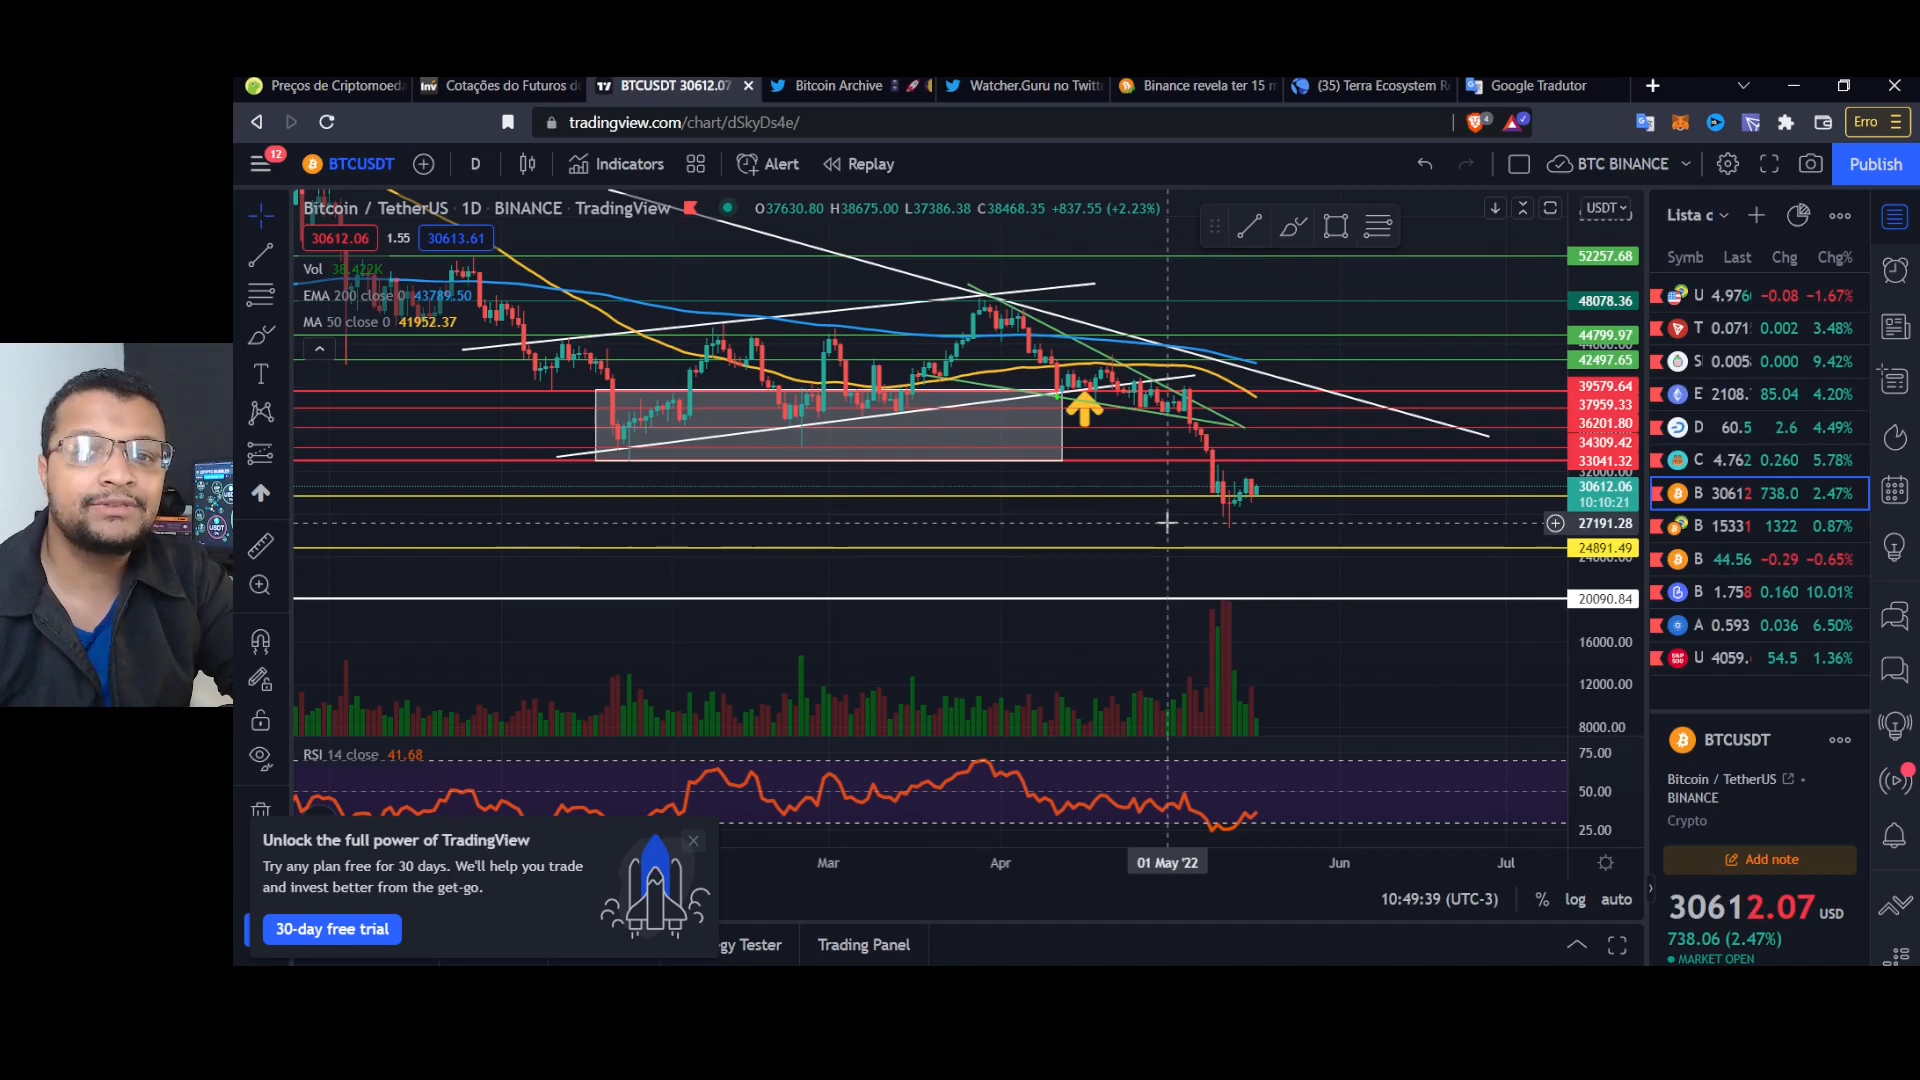 Preços de Criptomoeda
Inv Cotações do Futuros d
BTCUSDT 30612.07
Bitcoin Archive
Watcher.Guru no Twitt
Binance revela ter 15 m
(35) Terra Ecosystem R
Google Tradutor
tradingview.com/chart/dSkyDs4e/
4
Erro
12
BTCUSDT
D
Indicators
Alert
Replay
BTC BINANCE
Publish
Bitcoin / TetherUS · 1D · BINANCE · TradingView
O37630.80 H38675.00 L37386.38 C38468.35 +837.55 (+2.23%)
30612.06 1.55 30613.61
Vol 38.422K
EMA 200 close 0 43789.50
MA 50 close 0 41952.37
USDT
52257.68
48078.36
44799.97
42497.65
39579.64
37959.33
36201.80
34309.42
33041.32
30612.06
10:10:21
27191.28
24891.49
20090.84
16000.00
12000.00
8000.00
RSI 14 close 41.68
75.00
50.00
25.00
Mar
Apr
01 May '22
Jun
Jul
10:49:39 (UTC-3)
%
log
auto
Unlock the full power of TradingView
Try any plan free for 30 days. We'll help you trade
and invest better from the get-go.
30-day free trial
gy Tester
Trading Panel
Lista c
Symb Last Chg Chg%
U 4.976 -0.08 -1.67%
T 0.071 0.002 3.48%
S 0.005 0.000 9.42%
E 2108. 85.04 4.20%
D 60.5 2.6 4.49%
C 4.762 0.260 5.78%
B 30612 738.0 2.47%
B 15331 1322 0.87%
B 44.56 -0.29 -0.65%
B 1.758 0.160 10.01%
A 0.593 0.036 6.50%
U 4059. 54.5 1.36%
BTCUSDT
Bitcoin / TetherUS
BINANCE
Crypto
Add note
30612.07 USD
738.06 (2.47%)
MARKET OPEN